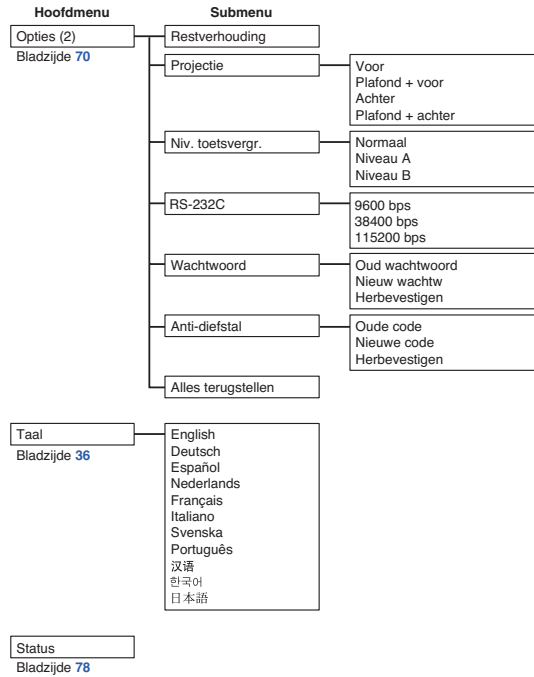 Hoofdmenu Submenu
Opties (2) Restverhouding
Bladzijde 70
Projectie Voor
Plafond + voor
Achter
Plafond + achter
Niv. toetsvergr. Normaal
Niveau A
Niveau B
RS-232C 9600 bps
38400 bps
115200 bps
Wachtwoord Oud wachtwoord
Nieuw wachtw
Herbevestigen
Anti-diefstal Oude code
Nieuwe code
Herbevestigen
Alles terugstellen
Taal English
Bladzijde 36
Deutsch
Español
Nederlands
Français
Italiano
Svenska
Português
汉语
한국어
日本語
Status
Bladzijde 78